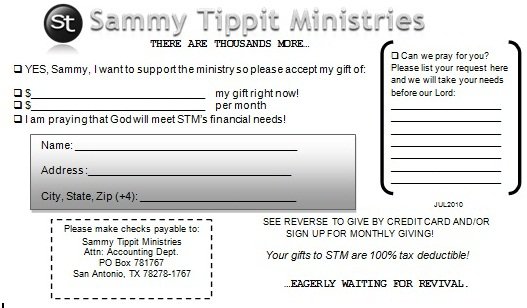 St Sammy Tippit Ministries
THERE ARE THOUSANDS MORE…
❑ YES, Sammy, I want to support the ministry so please accept my gift of:
❑ $____________________ my gift right now!
❑ $____________________ per month
❑ I am praying that God will meet STM's financial needs!
❑ Can we pray for you?
Please list your request here
and we will take your needs
before our Lord:
Name: ____________________
Address: ____________________
City, State, Zip (+4): ____________________
JUL2010
Please make checks payable to:
Sammy Tippit Ministries
Attn: Accounting Dept.
PO Box 781767
San Antonio, TX 78278-1767
SEE REVERSE TO GIVE BY CREDIT CARD AND/OR
SIGN UP FOR MONTHLY GIVING!
Your gifts to STM are 100% tax deductible!
…EAGERLY WAITING FOR REVIVAL.